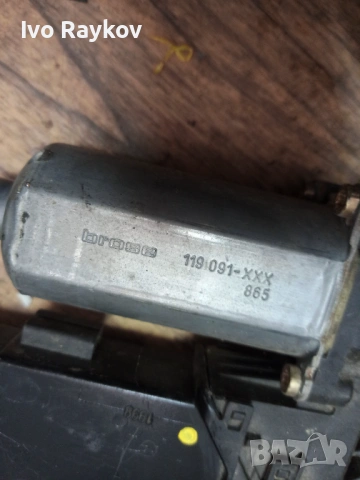 Ivo Raykov
brose
119 091-XXX
865
BAZAR